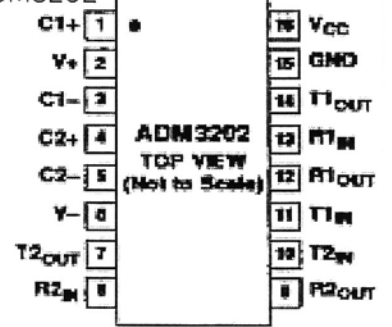 C1+ 1 16 VCC
V+ 2 15 GND
C1– 3 14 T1OUT
C2+ 4 ADM3202 13 R1IN
TOP VIEW
C2– 5 (Not to Scale) 12 R1OUT
V– 6 11 T1IN
T2OUT 7 10 T2IN
R2IN 8 9 R2OUT